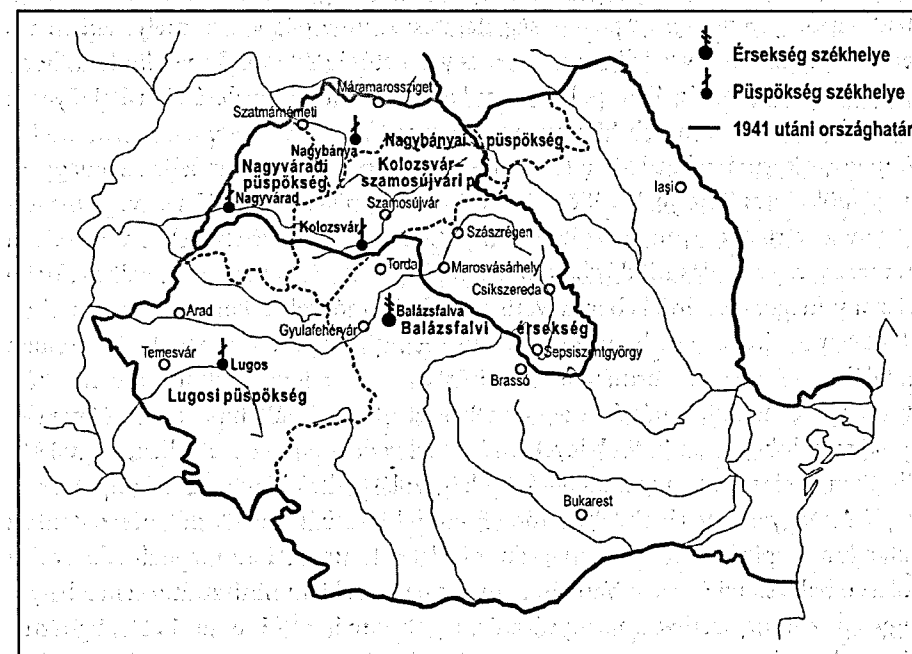 Érsekség székhelye
Püspökség székhelye
1941 utáni országhatár
Máramarossziget
Szatmárnémeti
Nagybánya
Nagybányai püspökség
Nagyváradi
püspökség
Kolozsvár–
szamosújvári p.
Nagyvárad
Kolozsvár
Szamosújvár
Iaşi
Szászrégen
Torda
Marosvásárhely
Csíkszereda
Arad
Gyulafehérvár
Balázsfalva
Balázsfalvi érsekség
Temesvár
Lugos
Sepsiszentgyörgy
Brassó
Lugosi püspökség
Bukarest